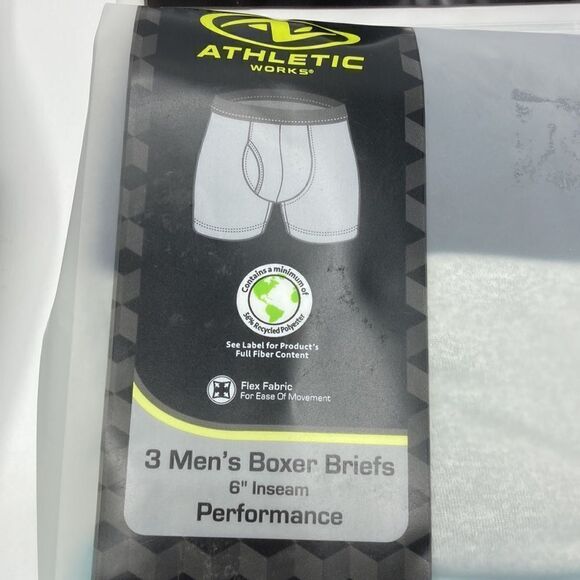 ATHLETIC
WORKS®
Contains a minimum of
56% Recycled Polyester
See Label for Product's
Full Fiber Content
Flex Fabric
For Ease Of Movement
3 Men's Boxer Briefs
6" Inseam
Performance